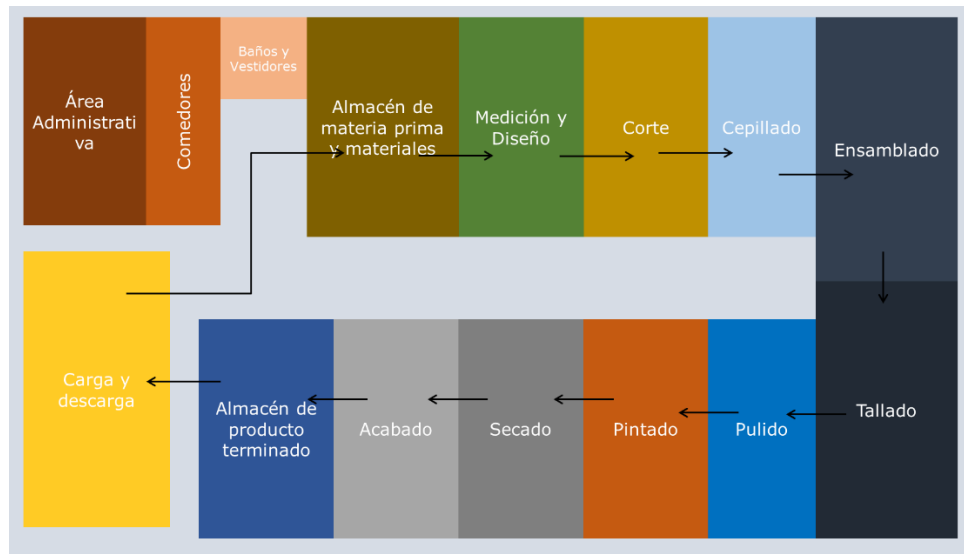 Área
Administrati
va
Comedores
Baños y
Vestidores
Almacén de
materia prima
y materiales
Medición y
Diseño
Corte
Cepillado
Ensamblado
Carga y
descarga
Almacén de
producto
terminado
Acabado
Secado
Pintado
Pulido
Tallado